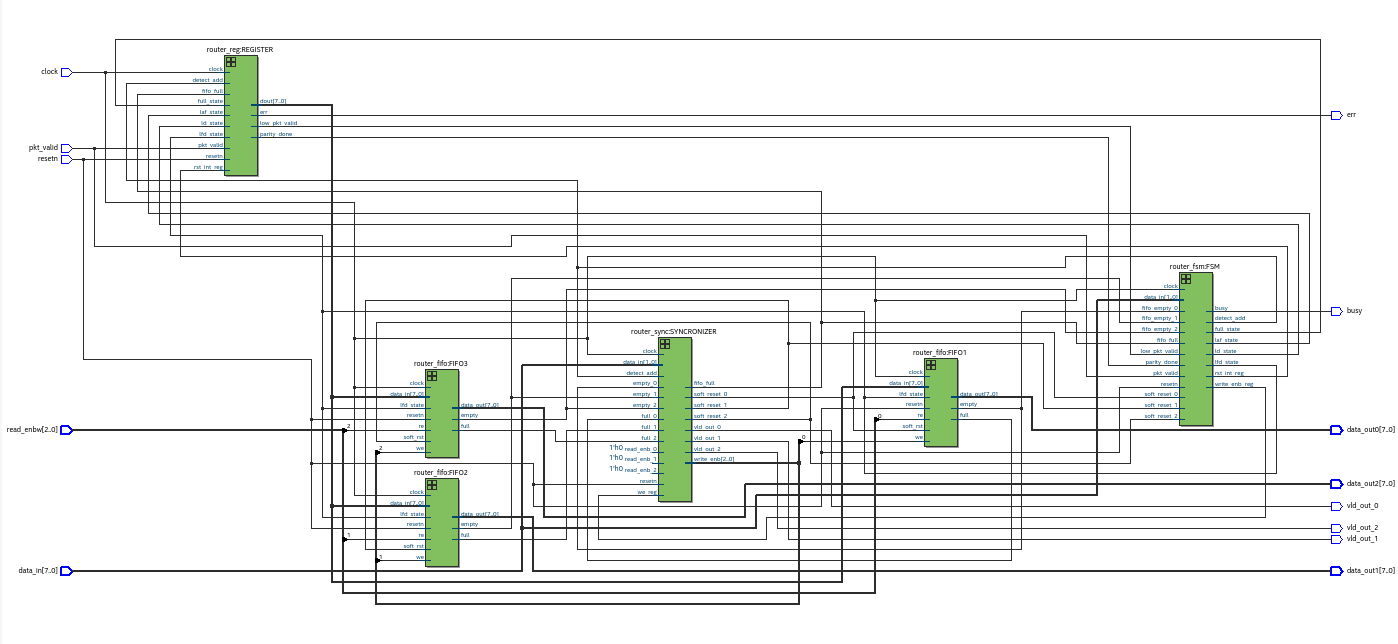 router_reg:REGISTER
clock
detect_add
fifo_full
full_state
laf_state
ld_state
lfd_state
pkt_valid
resetn
rst_int_reg
dout[7..0]
err
low_pkt_valid
parity_done
clock
pkt_valid
resetn
read_enbw[2..0]
data_in[7..0]
router_fifo:FIFO3
clock
data_in[7..0]
lfd_state
resetn
re
soft_rst
we
data_out[7..0]
empty
full
2
2
router_fifo:FIFO2
clock
data_in[7..0]
lfd_state
resetn
re
soft_rst
we
data_out[7..0]
empty
full
1
1
router_sync:SYNCRONIZER
clock
data_in[1..0]
detect_add
empty_0
empty_1
empty_2
full_0
full_1
full_2
1'h0 read_enb_0
1'h0 read_enb_1
1'h0 read_enb_2
resetn
we_reg
fifo_full
soft_reset_0
soft_reset_1
soft_reset_2
vld_out_0
vld_out_1
vld_out_2
write_enb[2..0]
router_fifo:FIFO1
clock
data_in[7..0]
lfd_state
resetn
re
soft_rst
we
data_out[7..0]
empty
full
0
0
router_fsm:FSM
clock
data_in[1..0]
fifo_empty_0
fifo_empty_1
fifo_empty_2
fifo_full
low_pkt_valid
parity_done
pkt_valid
resetn
soft_reset_0
soft_reset_1
soft_reset_2
busy
detect_add
full_state
laf_state
ld_state
lfd_state
rst_int_reg
write_enb_reg
err
busy
data_out0[7..0]
data_out2[7..0]
vld_out_0
vld_out_2
vld_out_1
data_out1[7..0]